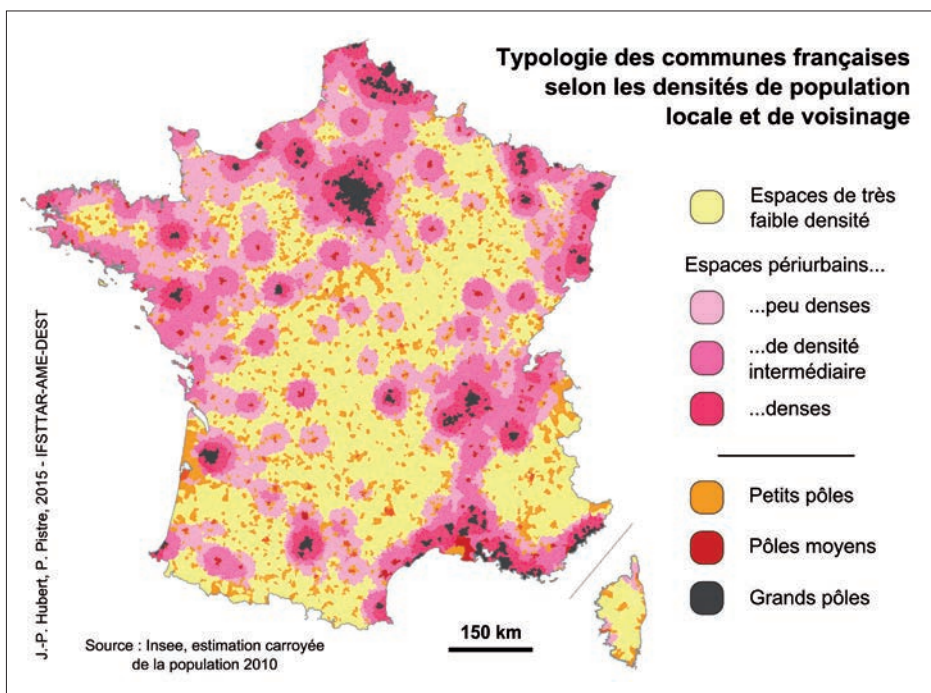 Typologie des communes françaises
selon les densités de population
locale et de voisinage
Espaces de très
faible densité
Espaces périurbains...
...peu denses
...de densité
intermédiaire
...denses
Petits pôles
Pôles moyens
Grands pôles
150 km
Source : Insee, estimation carroyée
de la population 2010
J.-P. Hubert, P. Pistre, 2015 - IFSTTAR-AME-DEST